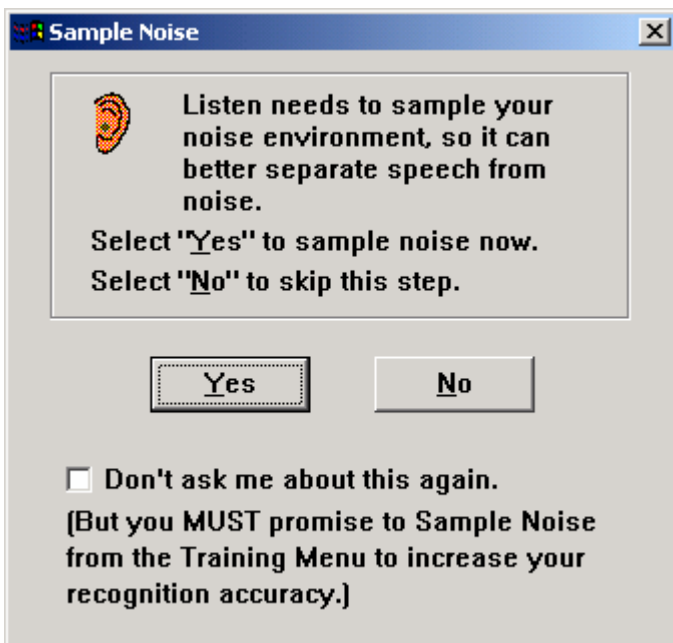 Sample Noise
Listen needs to sample your
noise environment, so it can
better separate speech from
noise.
Select "Yes" to sample noise now.
Select "No" to skip this step.
Yes
No
Don't ask me about this again.
(But you MUST promise to Sample Noise
from the Training Menu to increase your
recognition accuracy.)